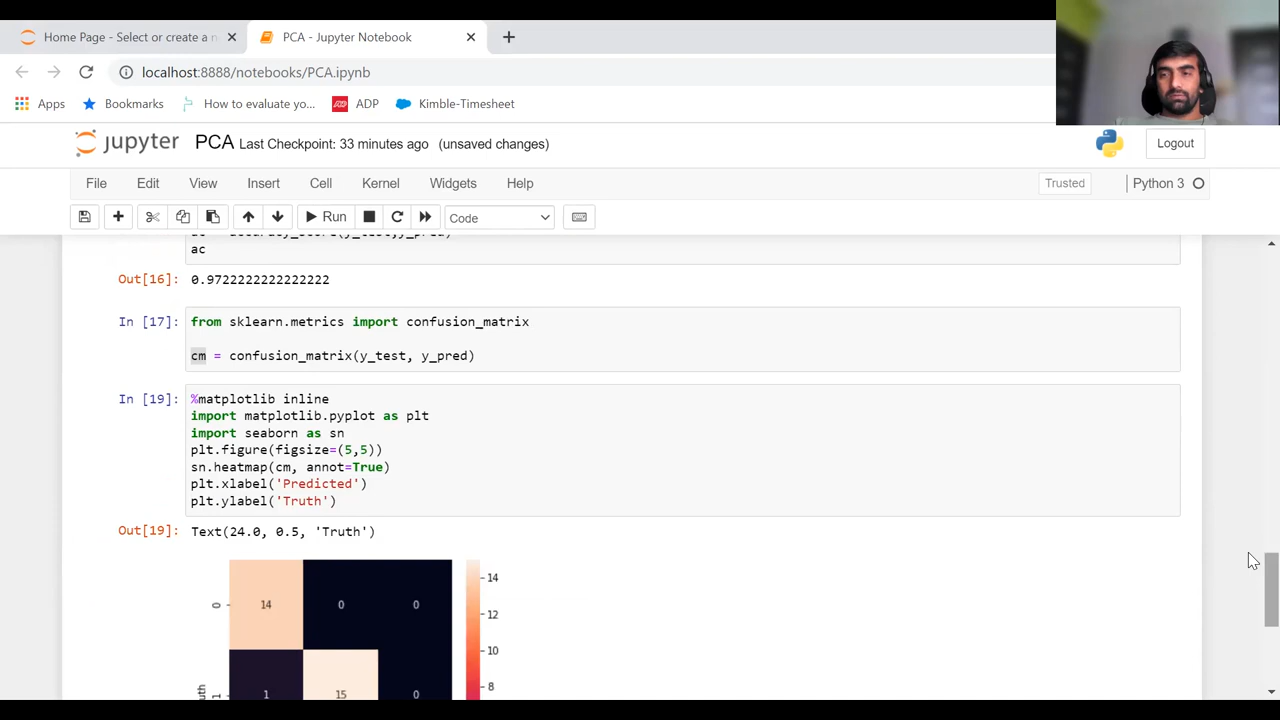 Home Page - Select or create a n
PCA - Jupyter Notebook
localhost:8888/notebooks/PCA.ipynb
Apps
Bookmarks
How to evaluate yo...
ADP
Kimble-Timesheet
jupyter
PCA Last Checkpoint: 33 minutes ago (unsaved changes)
Logout
File Edit View Insert Cell Kernel Widgets Help
Trusted
Python 3
Run
Code
ac
Out[16]: 0.9722222222222222
In [17]: from sklearn.metrics import confusion_matrix
cm = confusion_matrix(y_test, y_pred)
In [19]: %matplotlib inline
import matplotlib.pyplot as plt
import seaborn as sn
plt.figure(figsize=(5,5))
sn.heatmap(cm, annot=True)
plt.xlabel('Predicted')
plt.ylabel('Truth')
Out[19]: Text(24.0, 0.5, 'Truth')
14
0 14 0 0
12
10
8
1 1 15 0